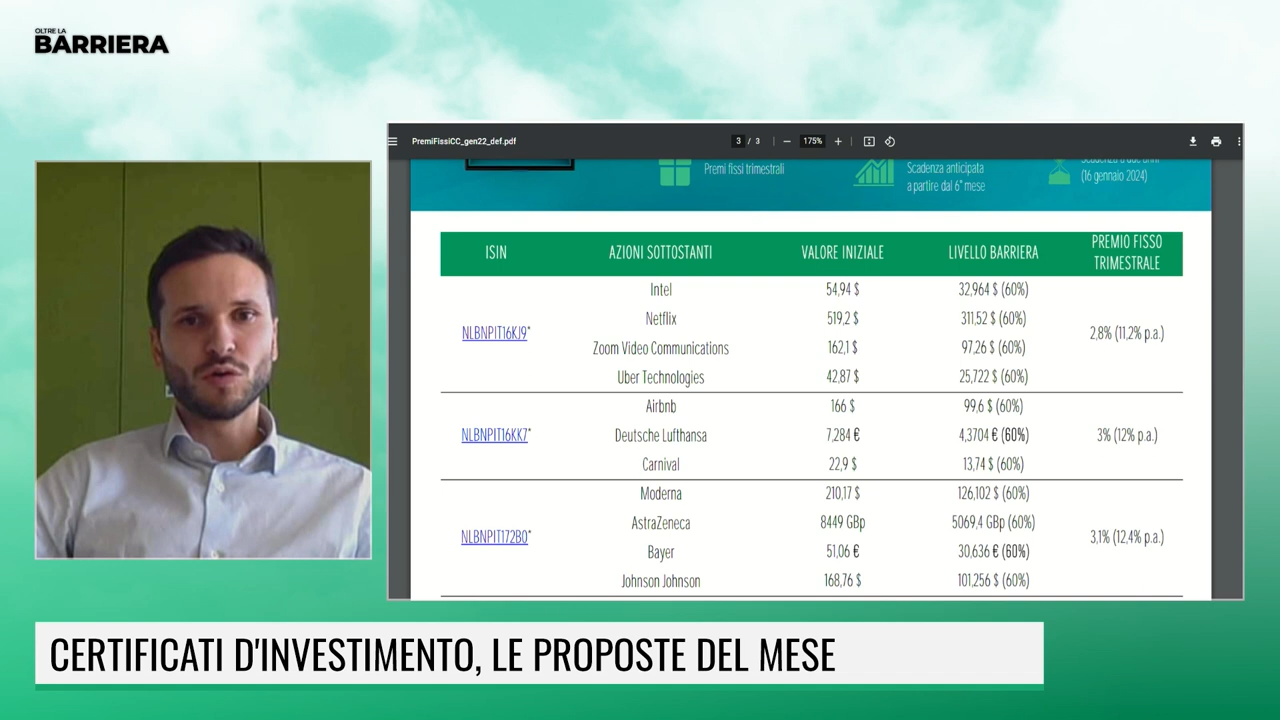 OLTRE LA
BARRIERA
PremiFissiCC_gen22_def.pdf
3 / 3
175%
Premi fissi trimestrali
Scadenza anticipata
a partire dal 6° mese
Scadenza a due anni
(16 gennaio 2024)
ISIN AZIONI SOTTOSTANTI VALORE INIZIALE LIVELLO BARRIERA PREMIO FISSO
TRIMESTRALE
Intel 54,94 $ 32,964 $ (60%)
Netflix 519,2 $ 311,52 $ (60%)
NLBNPIT16KJ9* 2,8% (11,2% p.a.)
Zoom Video Communications 162,1 $ 97,26 $ (60%)
Uber Technologies 42,87 $ 25,722 $ (60%)
Airbnb 166 $ 99,6 $ (60%)
NLBNPIT16KK7* Deutsche Lufthansa 7,284 € 4,3704 € (60%) 3% (12% p.a.)
Carnival 22,9 $ 13,74 $ (60%)
Moderna 210,17 $ 126,102 $ (60%)
AstraZeneca 8449 GBp 5069,4 GBp (60%)
NLBNPIT172B0* 3,1% (12,4% p.a.)
Bayer 51,06 € 30,636 € (60%)
Johnson Johnson 168,76 $ 101,256 $ (60%)
CERTIFICATI D'INVESTIMENTO, LE PROPOSTE DEL MESE